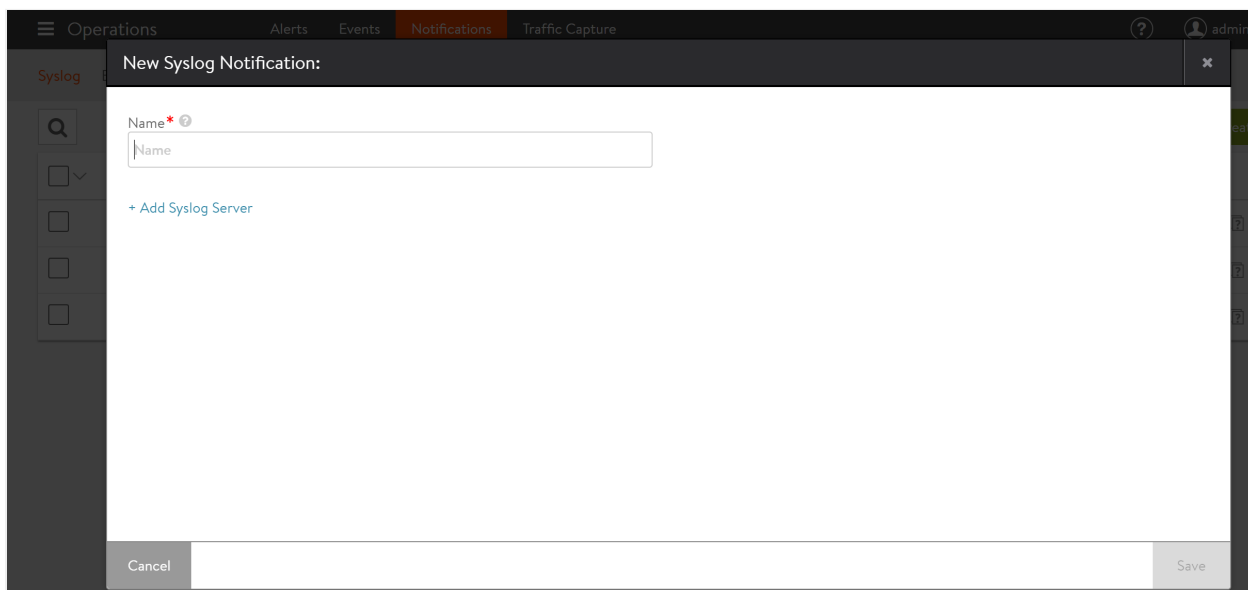 Operations Alerts Events Notifications Traffic Capture ? admin
Syslog
New Syslog Notification:
Name* ?
Name
+ Add Syslog Server
Cancel Save